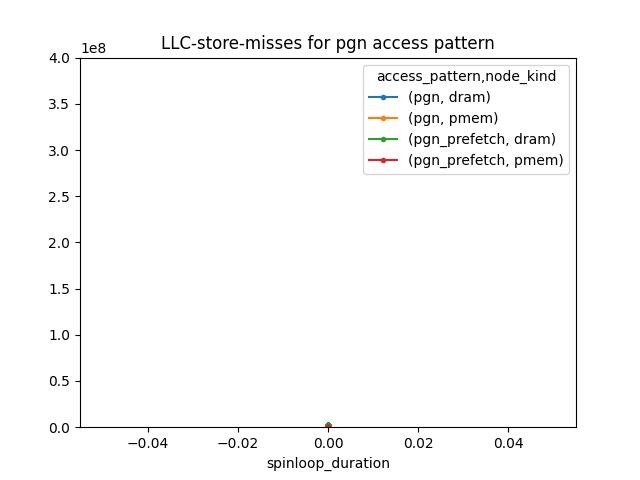 LLC-store-misses for pgn access pattern
1e8
4.0
3.5
3.0
2.5
2.0
1.5
1.0
0.5
0.0
access_pattern,node_kind
(pgn, dram)
(pgn, pmem)
(pgn_prefetch, dram)
(pgn_prefetch, pmem)
−0.04 −0.02 0.00 0.02 0.04
spinloop_duration